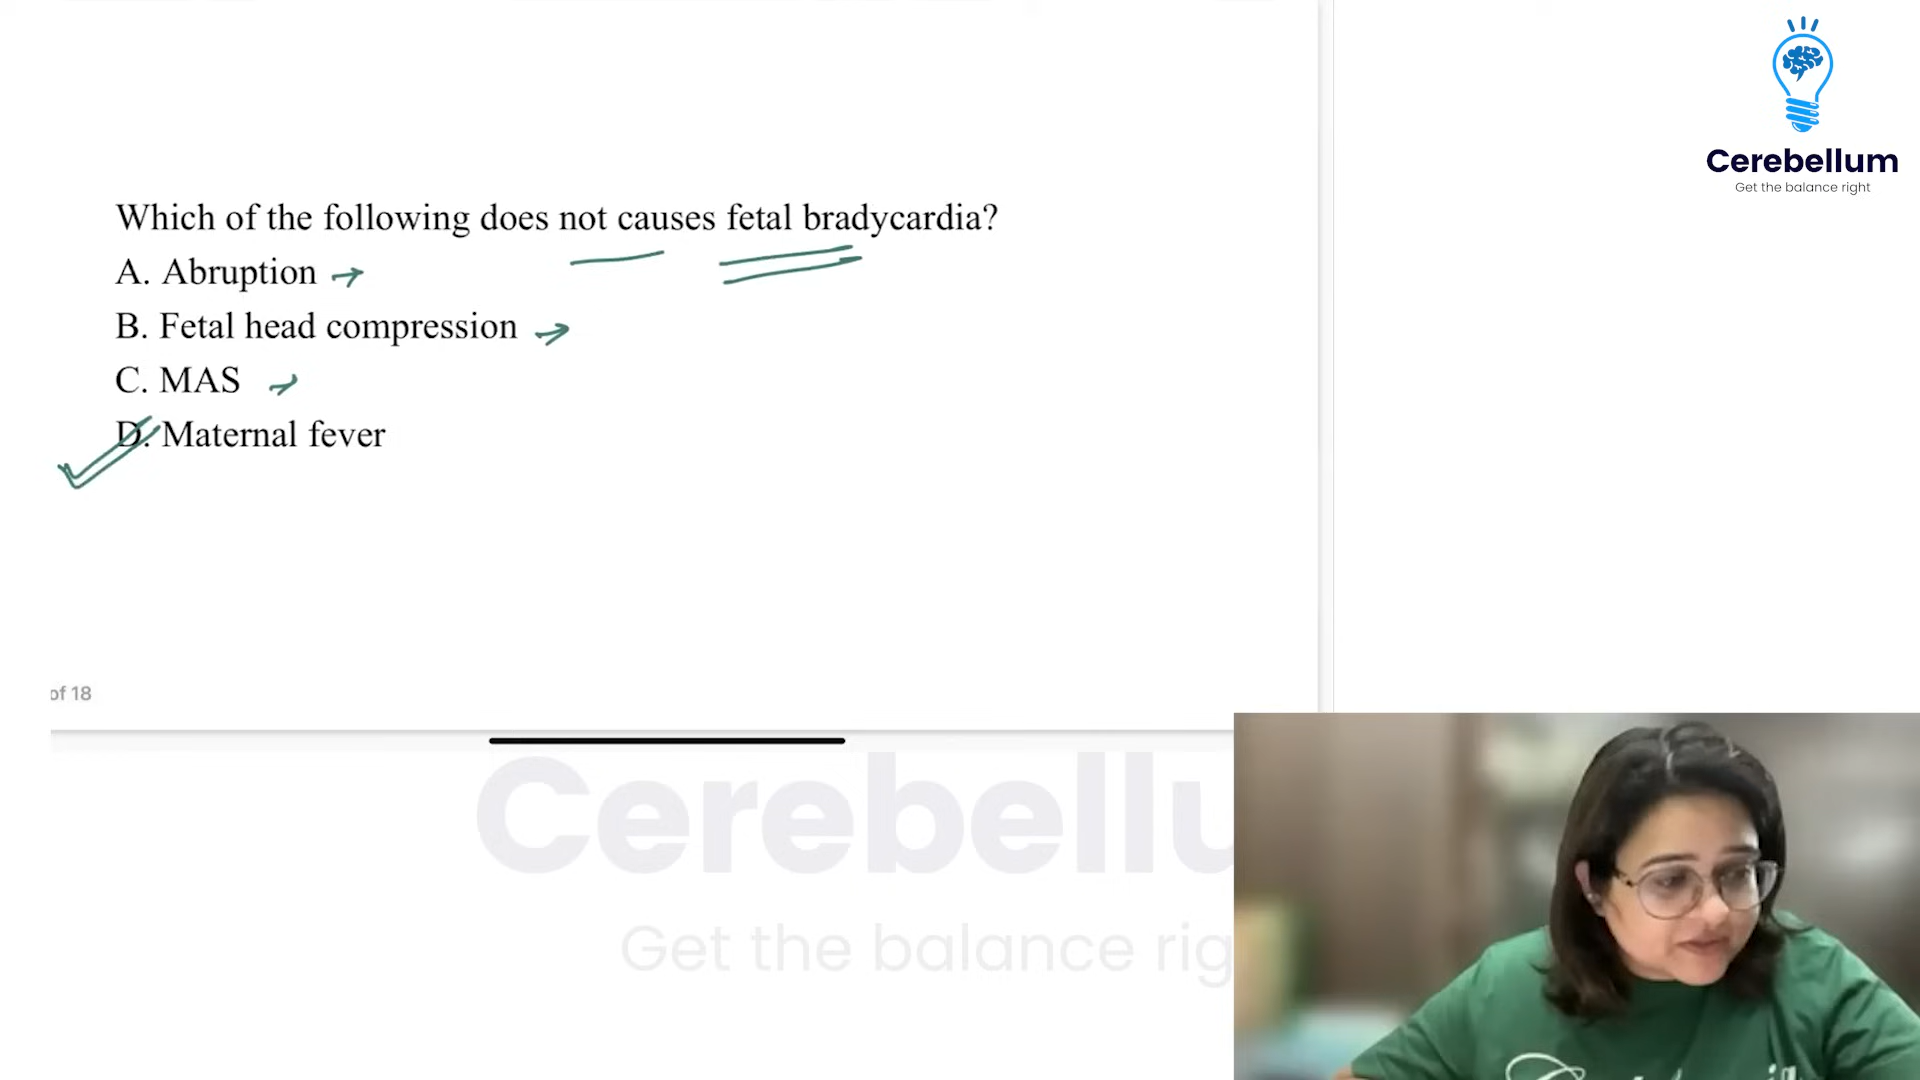 Cerebellum
Get the balance right
Which of the following does not causes fetal bradycardia?
A. Abruption
B. Fetal head compression
C. MAS
D. Maternal fever
of 18
Cerebellu
Get the balance rig